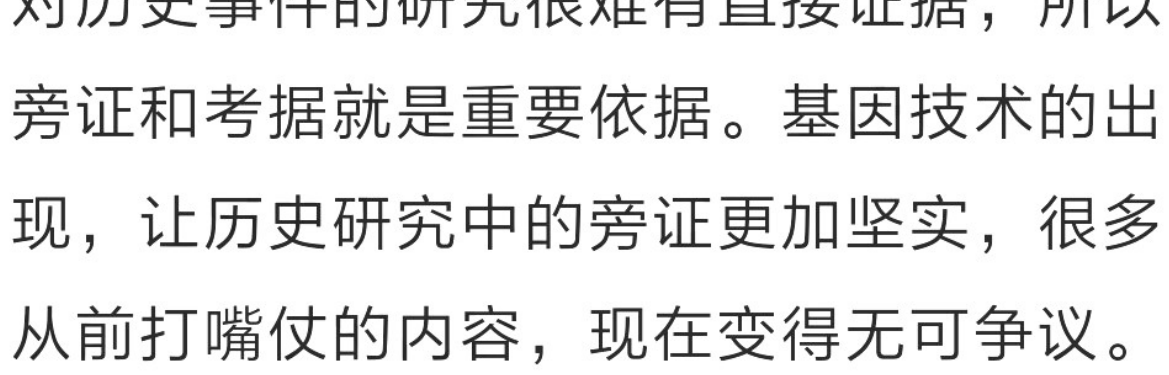 对历史事件的研究很难有直接证据，所以
旁证和考据就是重要依据。基因技术的出
现，让历史研究中的旁证更加坚实，很多
从前打嘴仗的内容，现在变得无可争议。